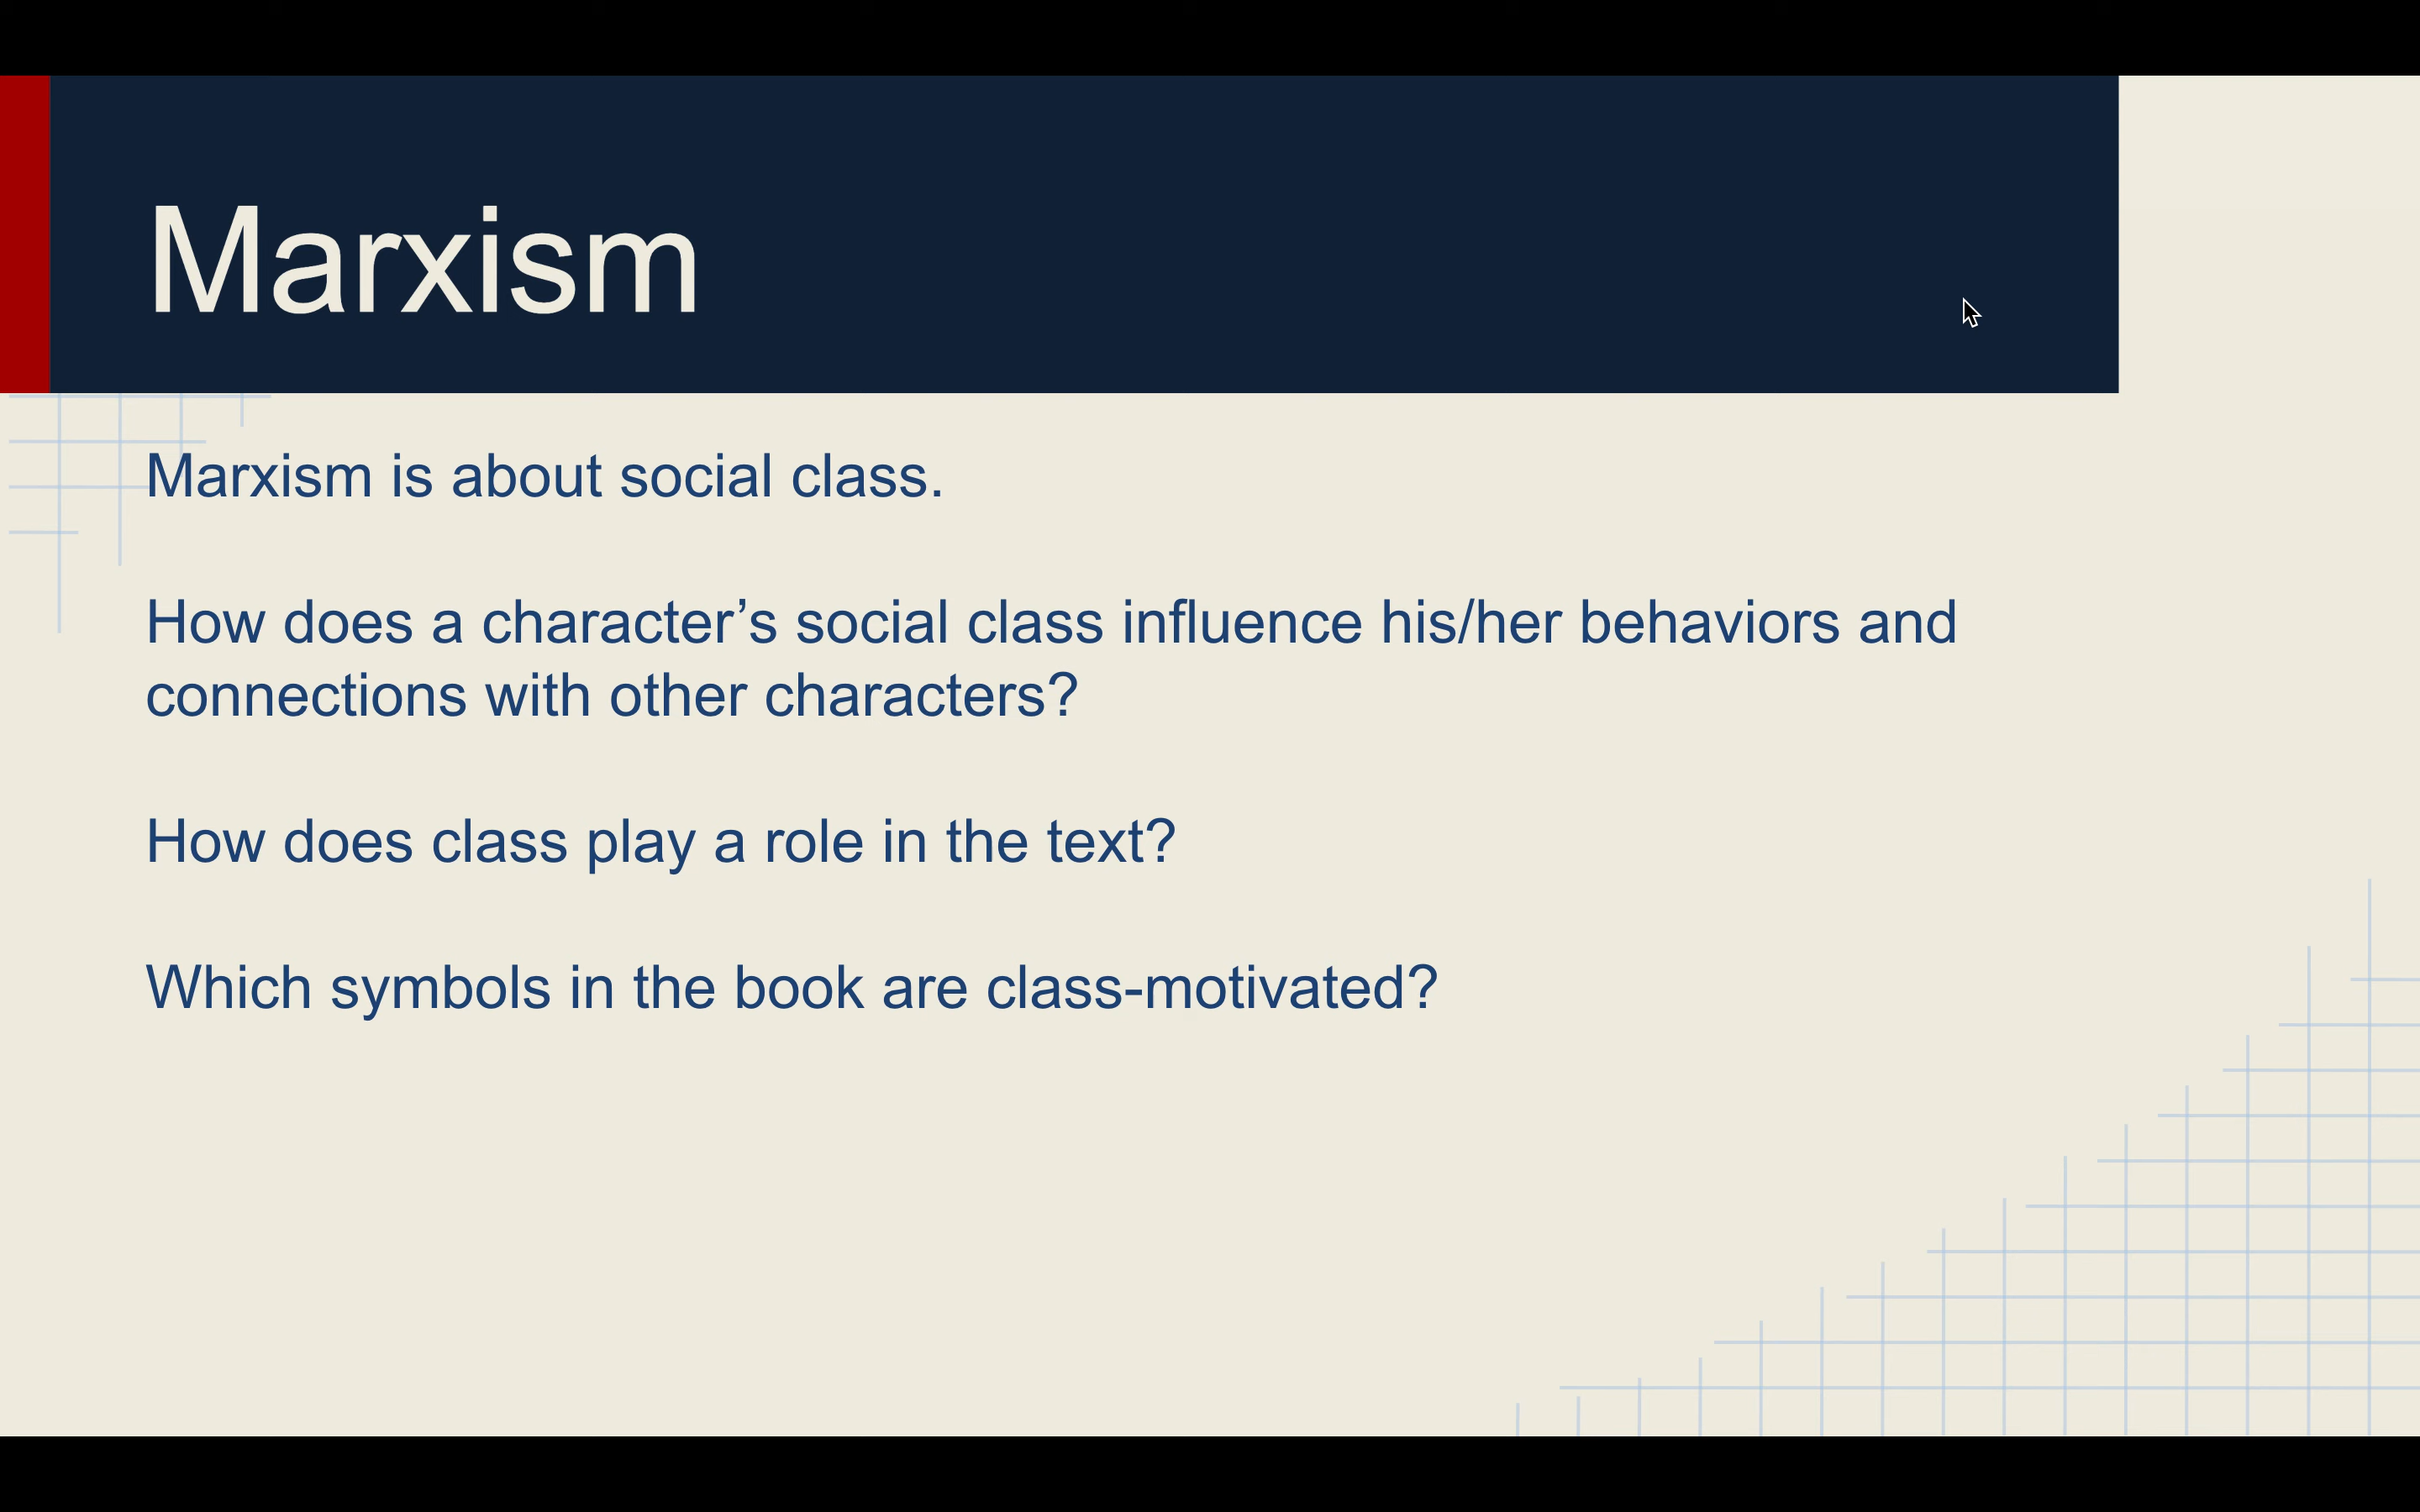 Marxism
Marxism is about social class.
How does a character’s social class influence his/her behaviors and
connections with other characters?
How does class play a role in the text?
Which symbols in the book are class-motivated?